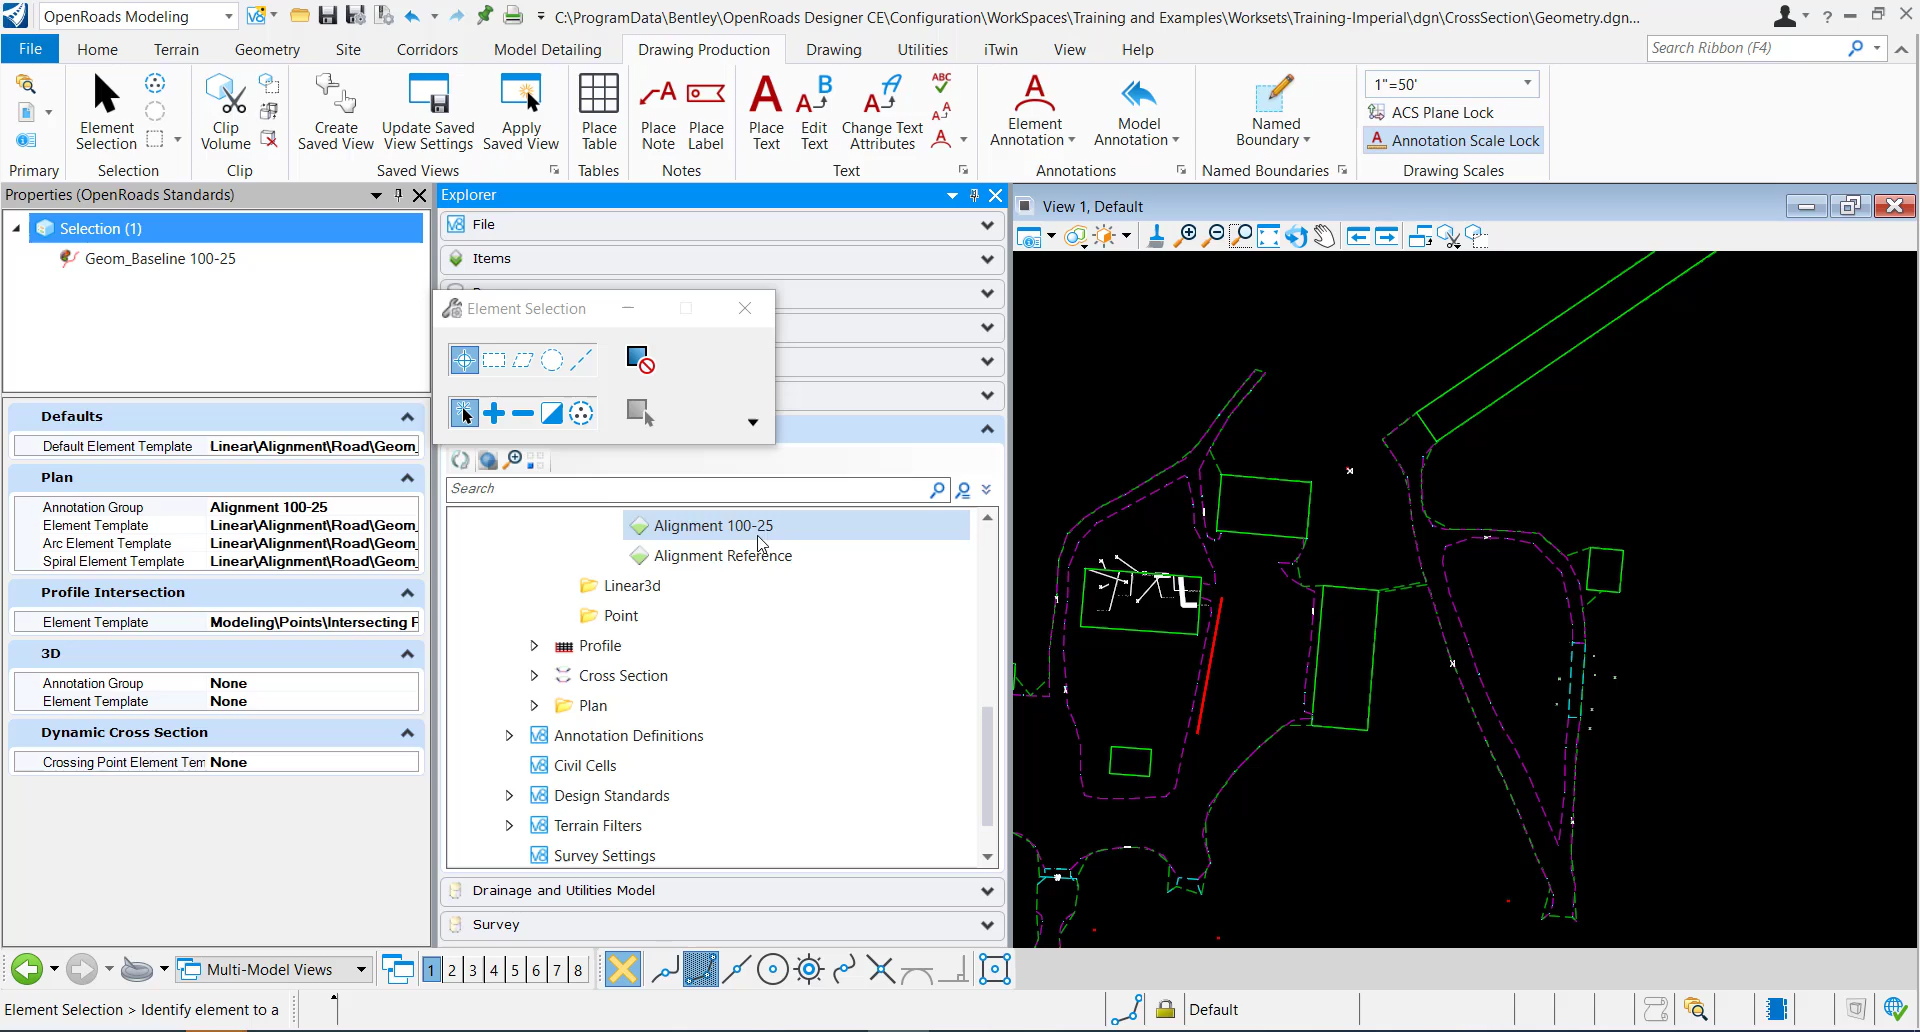 OpenRoads Modeling
C:\ProgramData\Bentley\OpenRoads Designer CE\Configuration\WorkSpaces\Training and Examples\Worksets\Training-Imperial\dgn\CrossSection\Geometry.dgn...
File Home Terrain Geometry Site Corridors Model Detailing Drawing Production Drawing Utilities iTwin View Help
Search Ribbon (F4)
Element Selection
Clip Volume
Create Saved View
Update Saved View Settings
Apply Saved View
Place Table
Place Note
Place Label
Place Text
Edit Text
Change Text Attributes
ABC
Element Annotation
Model Annotation
Named Boundary
1"=50'
ACS Plane Lock
Annotation Scale Lock
Primary Selection Clip Saved Views Tables Notes Text Annotations Named Boundaries Drawing Scales
Properties (OpenRoads Standards)
Selection (1)
Geom_Baseline 100-25
Defaults
Default Element Template Linear\Alignment\Road\Geom_
Plan
Annotation Group Alignment 100-25
Element Template Linear\Alignment\Road\Geom_
Arc Element Template Linear\Alignment\Road\Geom_
Spiral Element Template Linear\Alignment\Road\Geom_
Profile Intersection
Element Template Modeling\Points\Intersecting P
3D
Annotation Group None
Element Template None
Dynamic Cross Section
Crossing Point Element Tem None
Explorer
File
Items
Element Selection
Search
Alignment 100-25
Alignment Reference
Linear3d
Point
Profile
Cross Section
Plan
Annotation Definitions
Civil Cells
Design Standards
Terrain Filters
Survey Settings
Drainage and Utilities Model
Survey
View 1, Default
Multi-Model Views
1 2 3 4 5 6 7 8
Element Selection > Identify element to a
Default